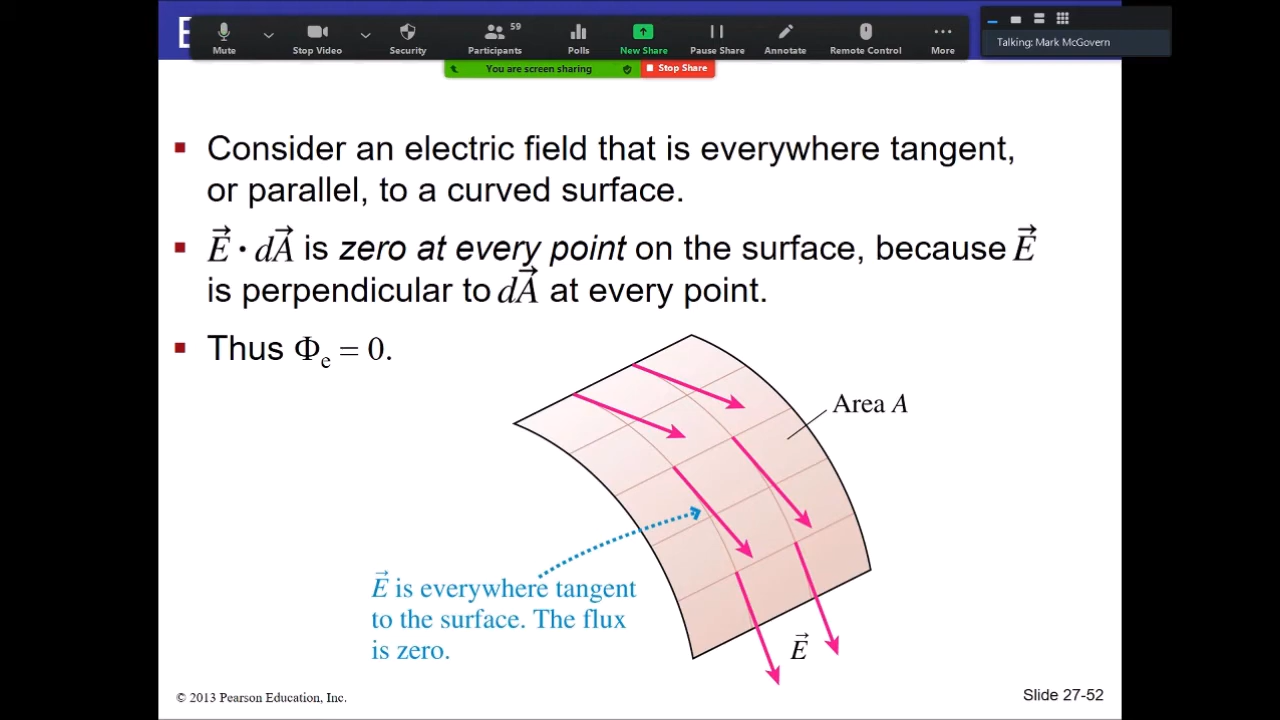 E
59
Mute
Stop Video
Security
Participants
Polls
New Share
Pause Share
Annotate
Remote Control
More
Talking: Mark McGovern
You are screen sharing
Stop Share
Consider an electric field that is everywhere tangent,
or parallel, to a curved surface.
E⃗ · dA⃗ is zero at every point on the surface, because E⃗
is perpendicular to dA⃗ at every point.
Thus Φe = 0.
Area A
E⃗ is everywhere tangent
to the surface. The flux
is zero.
E⃗
© 2013 Pearson Education, Inc.
Slide 27-52